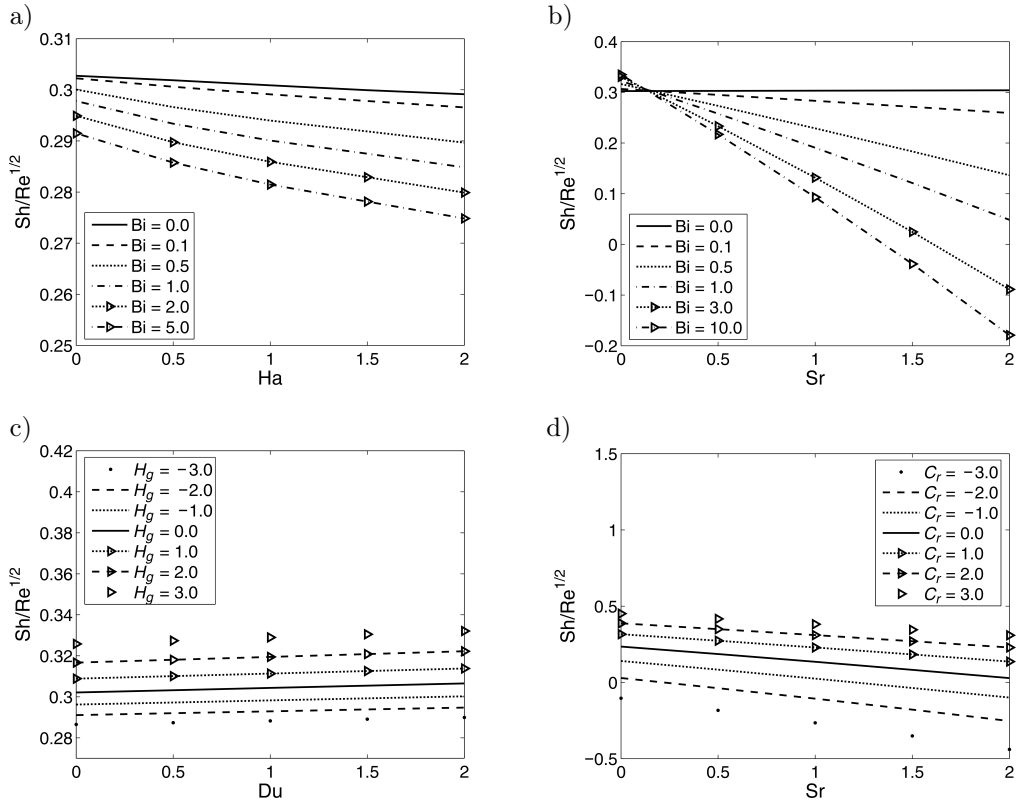 a)
Sh/Re^1/2
0.31
0.3
0.29
0.28
0.27
0.26
0.25
Bi = 0.0
Bi = 0.1
Bi = 0.5
Bi = 1.0
Bi = 2.0
Bi = 5.0
0 0.5 1 1.5 2
Ha
b)
Sh/Re^1/2
0.4
0.3
0.2
0.1
0
−0.1
−0.2
Bi = 0.0
Bi = 0.1
Bi = 0.5
Bi = 1.0
Bi = 3.0
Bi = 10.0
0 0.5 1 1.5 2
Sr
c)
Sh/Re^1/2
0.42
0.4
0.38
0.36
0.34
0.32
0.3
0.28
H_g = −3.0
H_g = −2.0
H_g = −1.0
H_g = 0.0
H_g = 1.0
H_g = 2.0
H_g = 3.0
0 0.5 1 1.5 2
Du
d)
Sh/Re^1/2
1.5
1
0.5
0
−0.5
C_r = −3.0
C_r = −2.0
C_r = −1.0
C_r = 0.0
C_r = 1.0
C_r = 2.0
C_r = 3.0
0 0.5 1 1.5 2
Sr